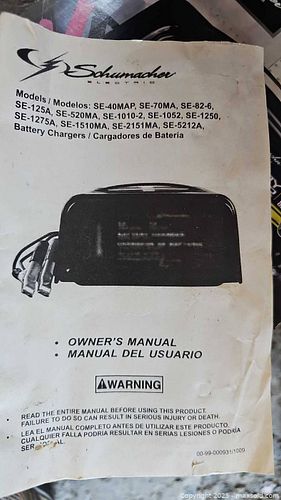 Schumacher
ELECTRIC
Models / Modelos: SE-40MAP, SE-70MA, SE-82-6,
SE-125A, SE-520MA, SE-1010-2, SE-1052, SE-1250,
SE-1275A, SE-1510MA, SE-2151MA, SE-5212A,
Battery Chargers / Cargadores de Batería
• OWNER'S MANUAL
• MANUAL DEL USUARIO
WARNING
• READ THE ENTIRE MANUAL BEFORE USING THIS PRODUCT.
FAILURE TO DO SO CAN RESULT IN SERIOUS INJURY OR DEATH.
• LEA EL MANUAL COMPLETO ANTES DE UTILIZAR ESTE PRODUCTO.
CUALQUIER FALLA PODRÍA RESULTAR EN SERIAS LESIONES O PODRÍA
00-99-000931/1009
Copyright 2025 - maxsold.com